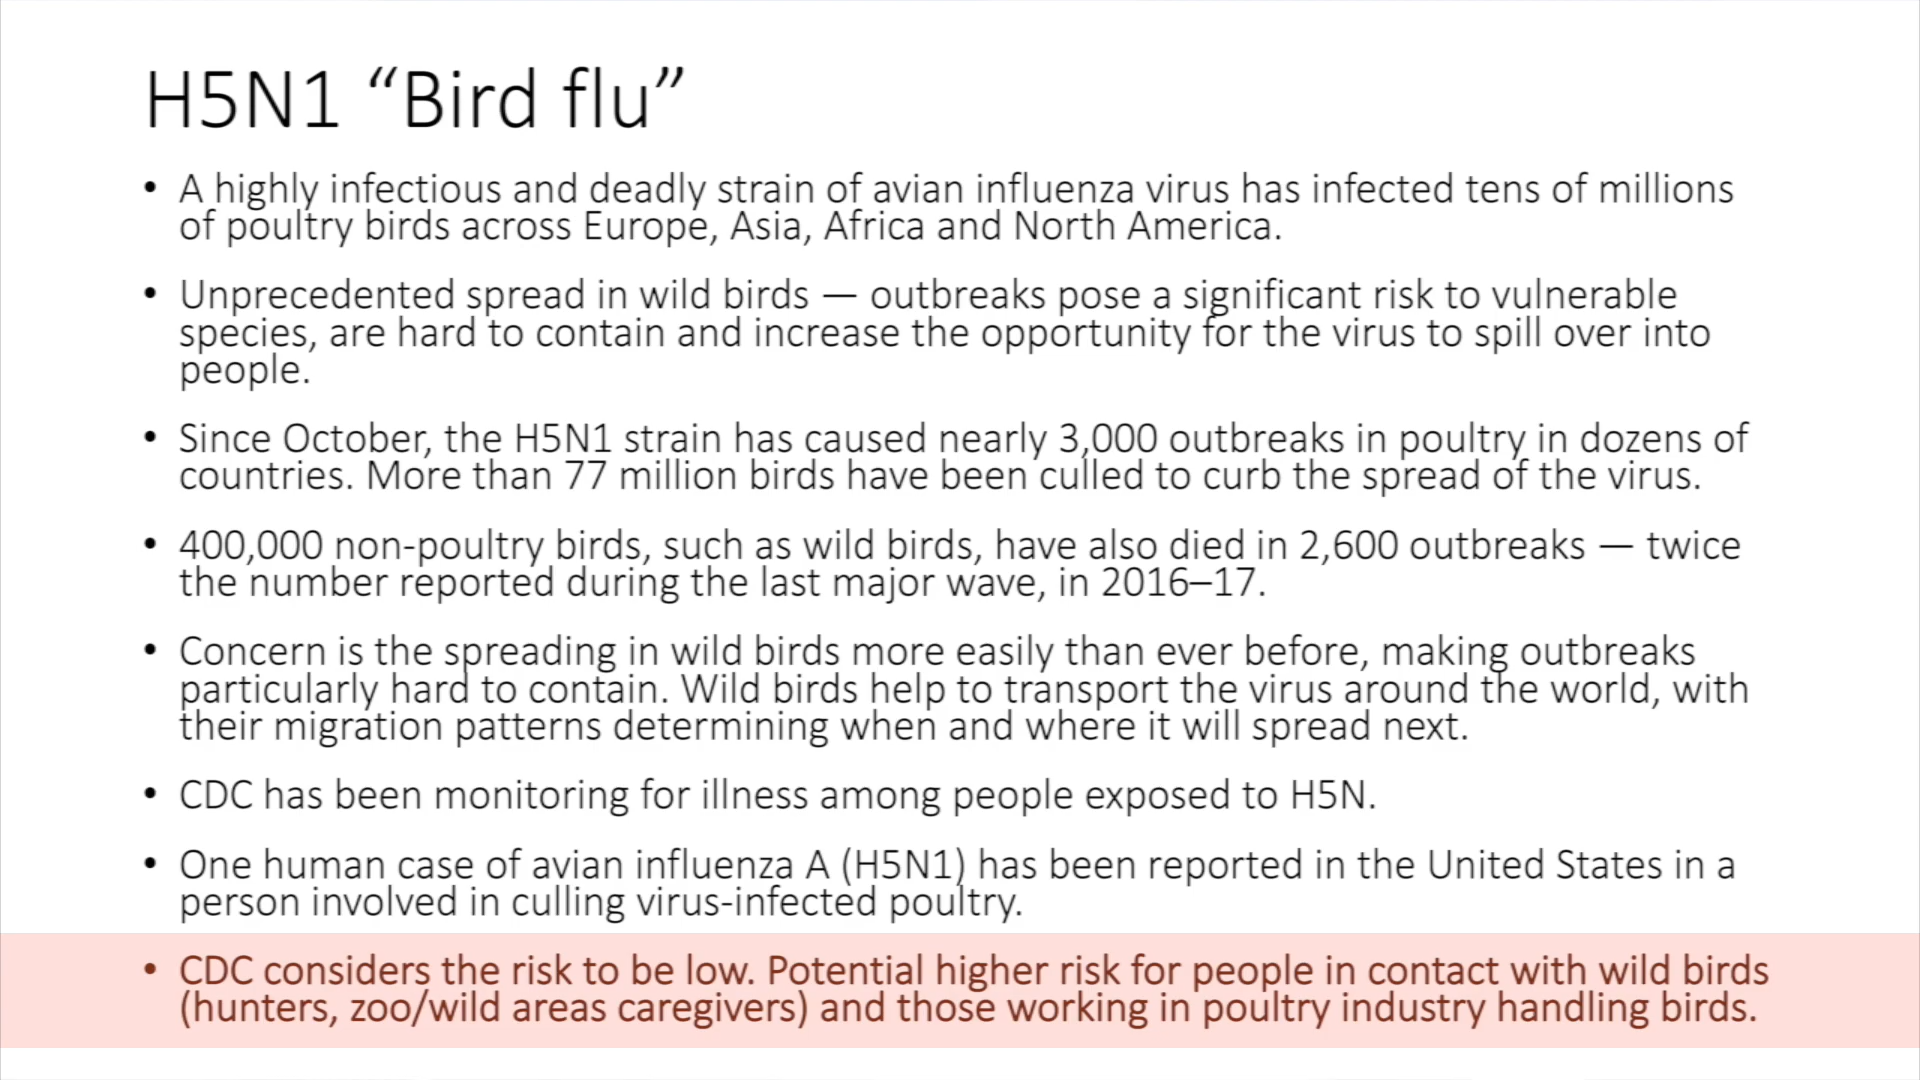 H5N1 “Bird flu”
• A highly infectious and deadly strain of avian influenza virus has infected tens of millions
of poultry birds across Europe, Asia, Africa and North America.
• Unprecedented spread in wild birds — outbreaks pose a significant risk to vulnerable
species, are hard to contain and increase the opportunity for the virus to spill over into
people.
• Since October, the H5N1 strain has caused nearly 3,000 outbreaks in poultry in dozens of
countries. More than 77 million birds have been culled to curb the spread of the virus.
• 400,000 non-poultry birds, such as wild birds, have also died in 2,600 outbreaks — twice
the number reported during the last major wave, in 2016–17.
• Concern is the spreading in wild birds more easily than ever before, making outbreaks
particularly hard to contain. Wild birds help to transport the virus around the world, with
their migration patterns determining when and where it will spread next.
• CDC has been monitoring for illness among people exposed to H5N.
• One human case of avian influenza A (H5N1) has been reported in the United States in a
person involved in culling virus-infected poultry.
• CDC considers the risk to be low. Potential higher risk for people in contact with wild birds
(hunters, zoo/wild areas caregivers) and those working in poultry industry handling birds.